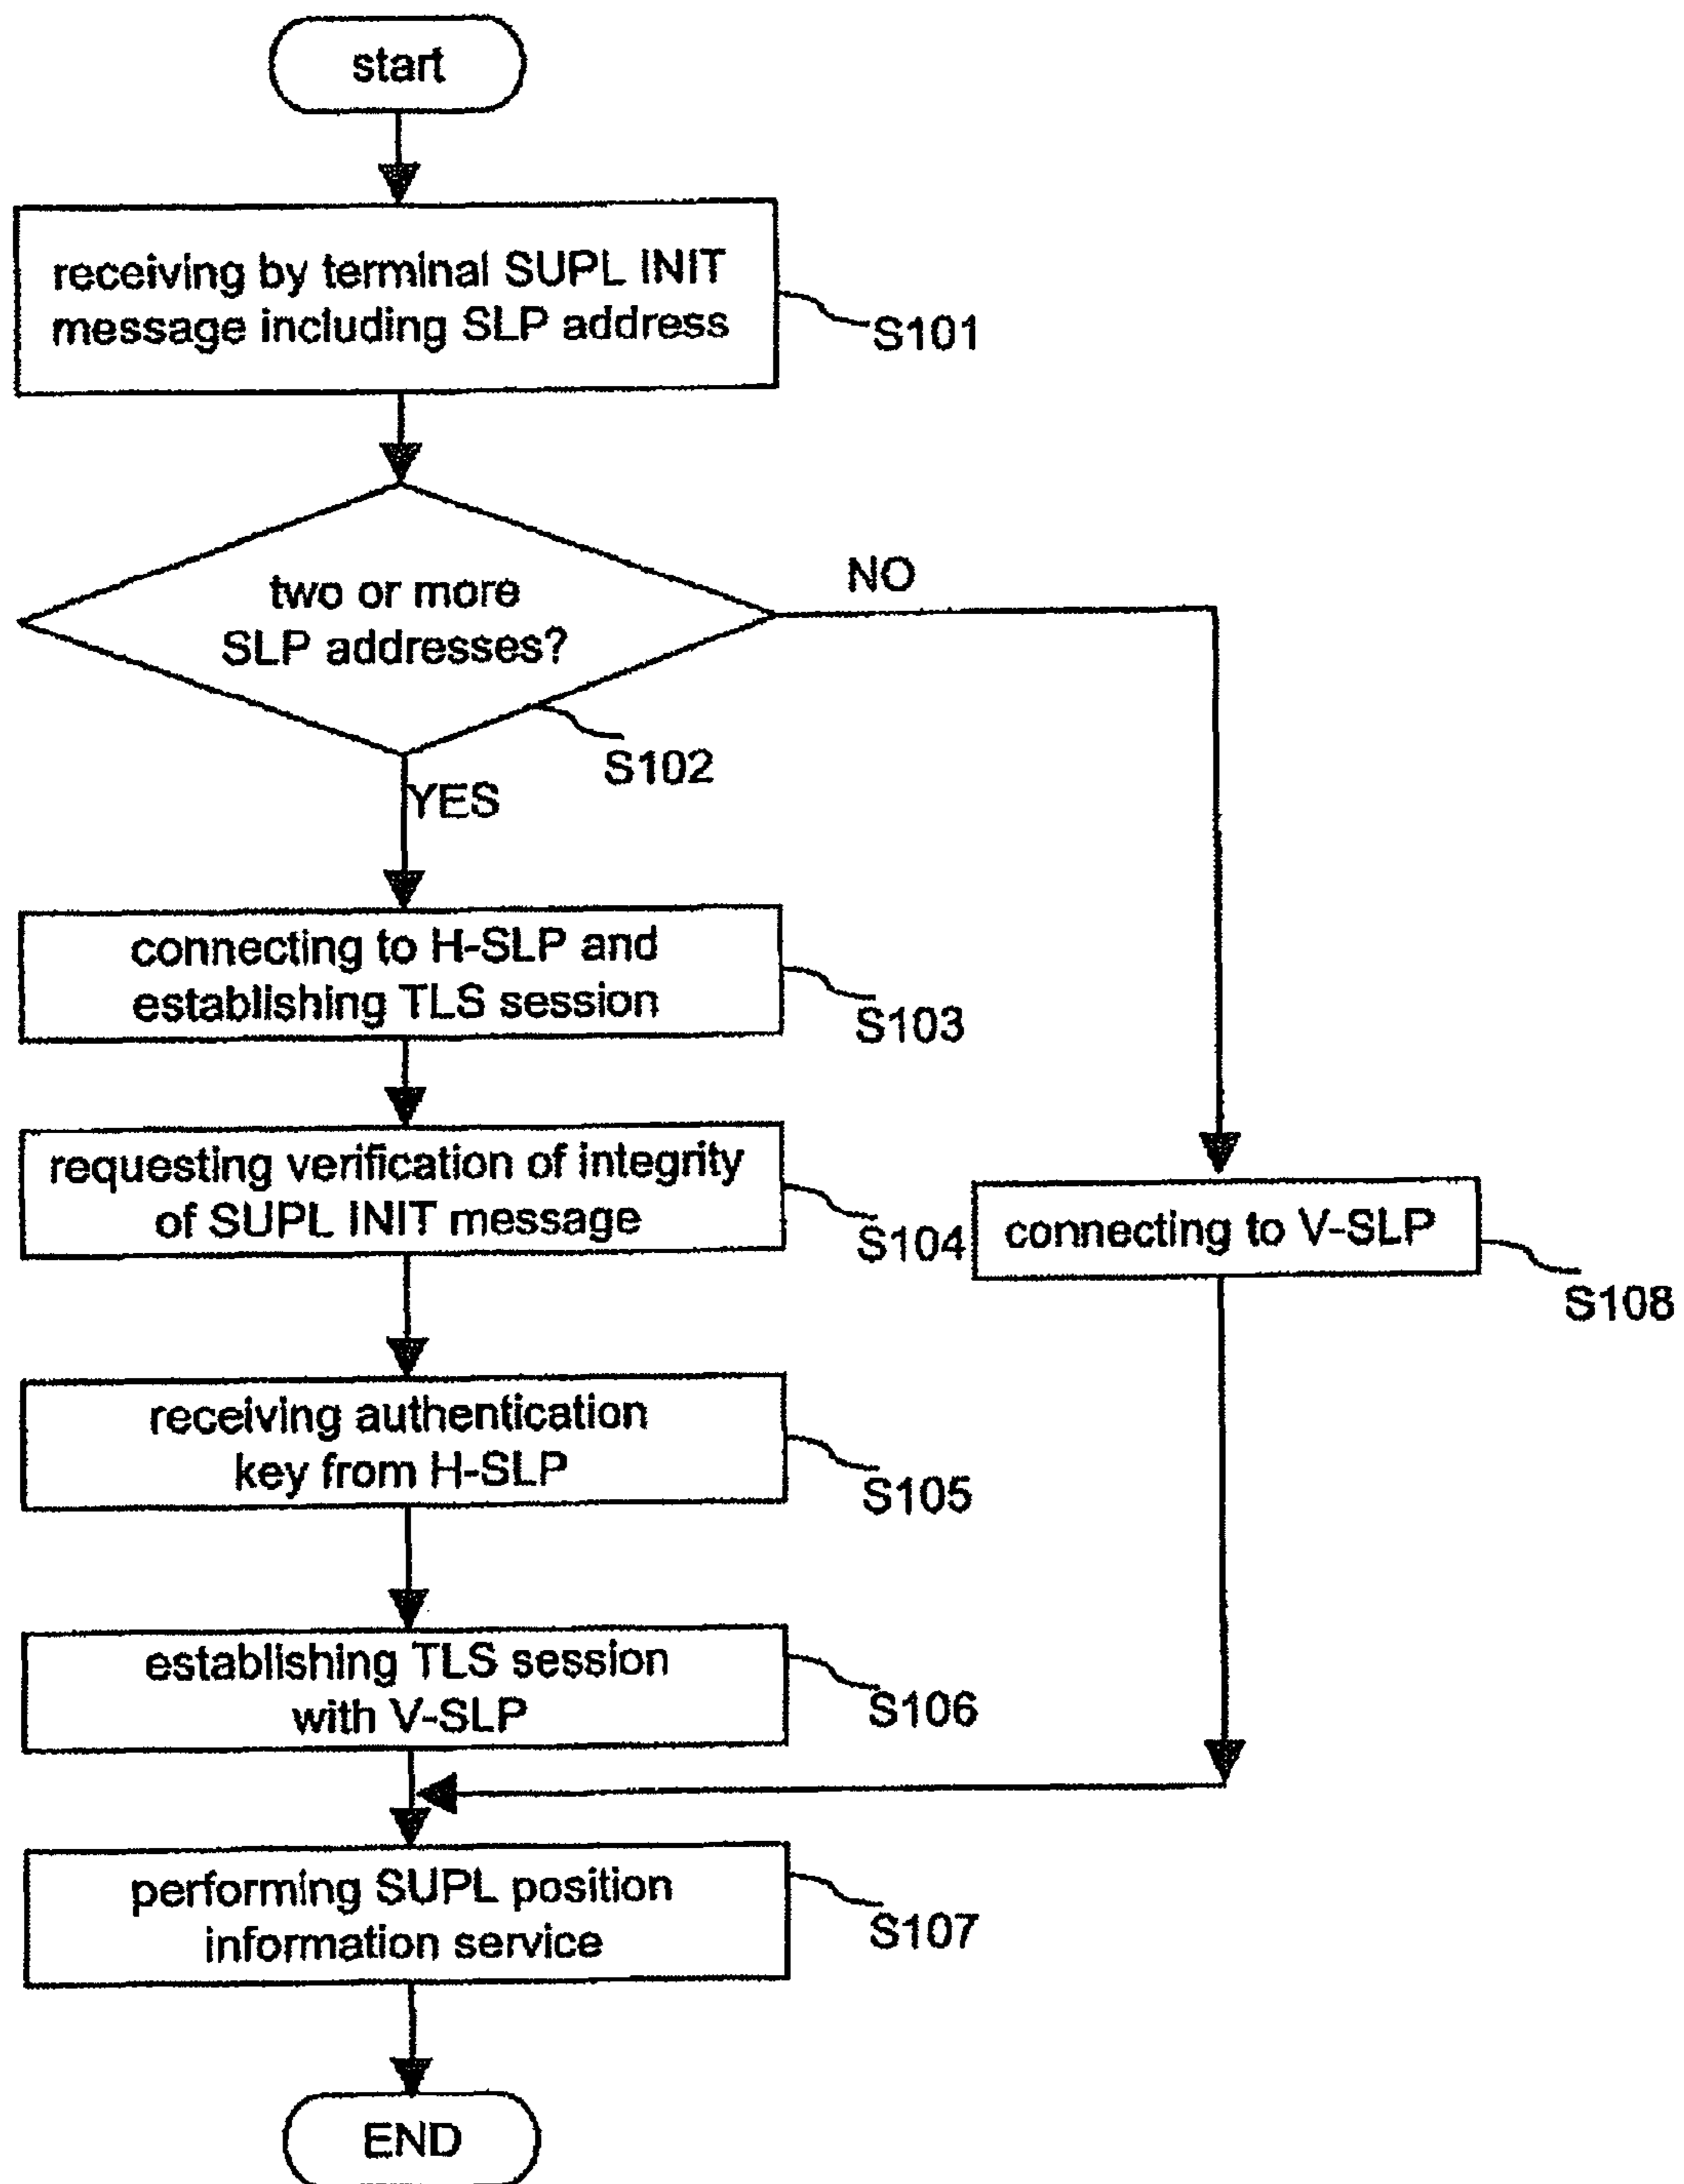 start
receiving by terminal SUPL INIT
message including SLP address
S101
two or more
SLP addresses?
NO
S102
YES
connecting to H-SLP and
establishing TLS session
S103
requesting verification of integrity
of SUPL INIT message
S104
connecting to V-SLP
S108
receiving authentication
key from H-SLP
S105
establishing TLS session
with V-SLP
S106
performing SUPL position
information service
S107
END